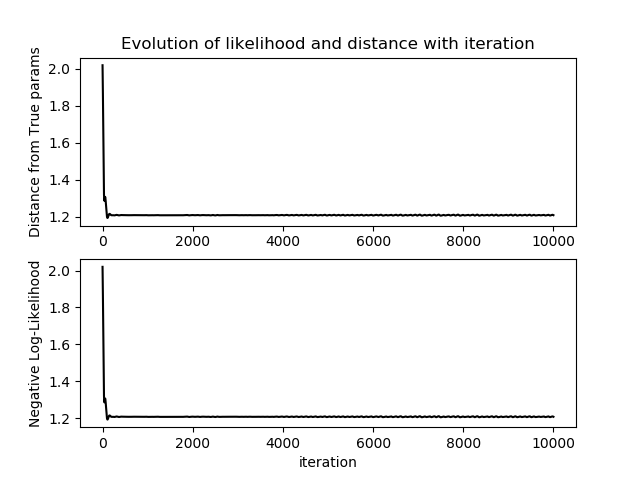 Evolution of likelihood and distance with iteration
Distance from True params
2.0
1.8
1.6
1.4
1.2
0 2000 4000 6000 8000 10000
Negative Log-Likelihood
2.0
1.8
1.6
1.4
1.2
0 2000 4000 6000 8000 10000
iteration